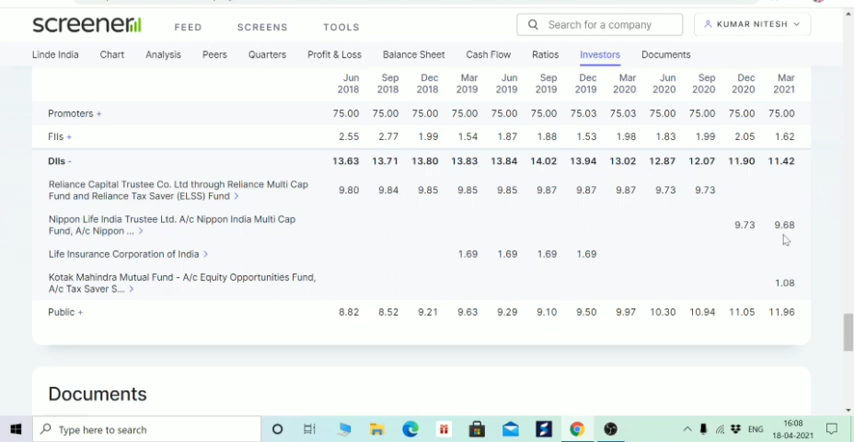 screener
FEED SCREENS TOOLS
Search for a company
KUMAR NITESH
Linde India Chart Analysis Peers Quarters Profit & Loss Balance Sheet Cash Flow Ratios Investors Documents
Jun 2018 Sep 2018 Dec 2018 Mar 2019 Jun 2019 Sep 2019 Dec 2019 Mar 2020 Jun 2020 Sep 2020 Dec 2020 Mar 2021
Promoters + 75.00 75.00 75.00 75.00 75.00 75.00 75.03 75.03 75.00 75.00 75.00 75.00
FIIs + 2.55 2.77 1.99 1.54 1.87 1.88 1.53 1.98 1.83 1.99 2.05 1.62
DIIs - 13.63 13.71 13.80 13.83 13.84 14.02 13.94 13.02 12.87 12.07 11.90 11.42
Reliance Capital Trustee Co. Ltd through Reliance Multi Cap
Fund and Reliance Tax Saver (ELSS) Fund > 9.80 9.84 9.85 9.85 9.85 9.87 9.87 9.87 9.73 9.73
Nippon Life India Trustee Ltd. A/c Nippon India Multi Cap
Fund, A/c Nippon ... > 9.73 9.68
Life Insurance Corporation of India > 1.69 1.69 1.69 1.69
Kotak Mahindra Mutual Fund - A/c Equity Opportunities Fund,
A/c Tax Saver S... > 1.08
Public + 8.82 8.52 9.21 9.63 9.29 9.10 9.50 9.97 10.30 10.94 11.05 11.96
Documents
Type here to search
ENG
16:08
18-04-2021